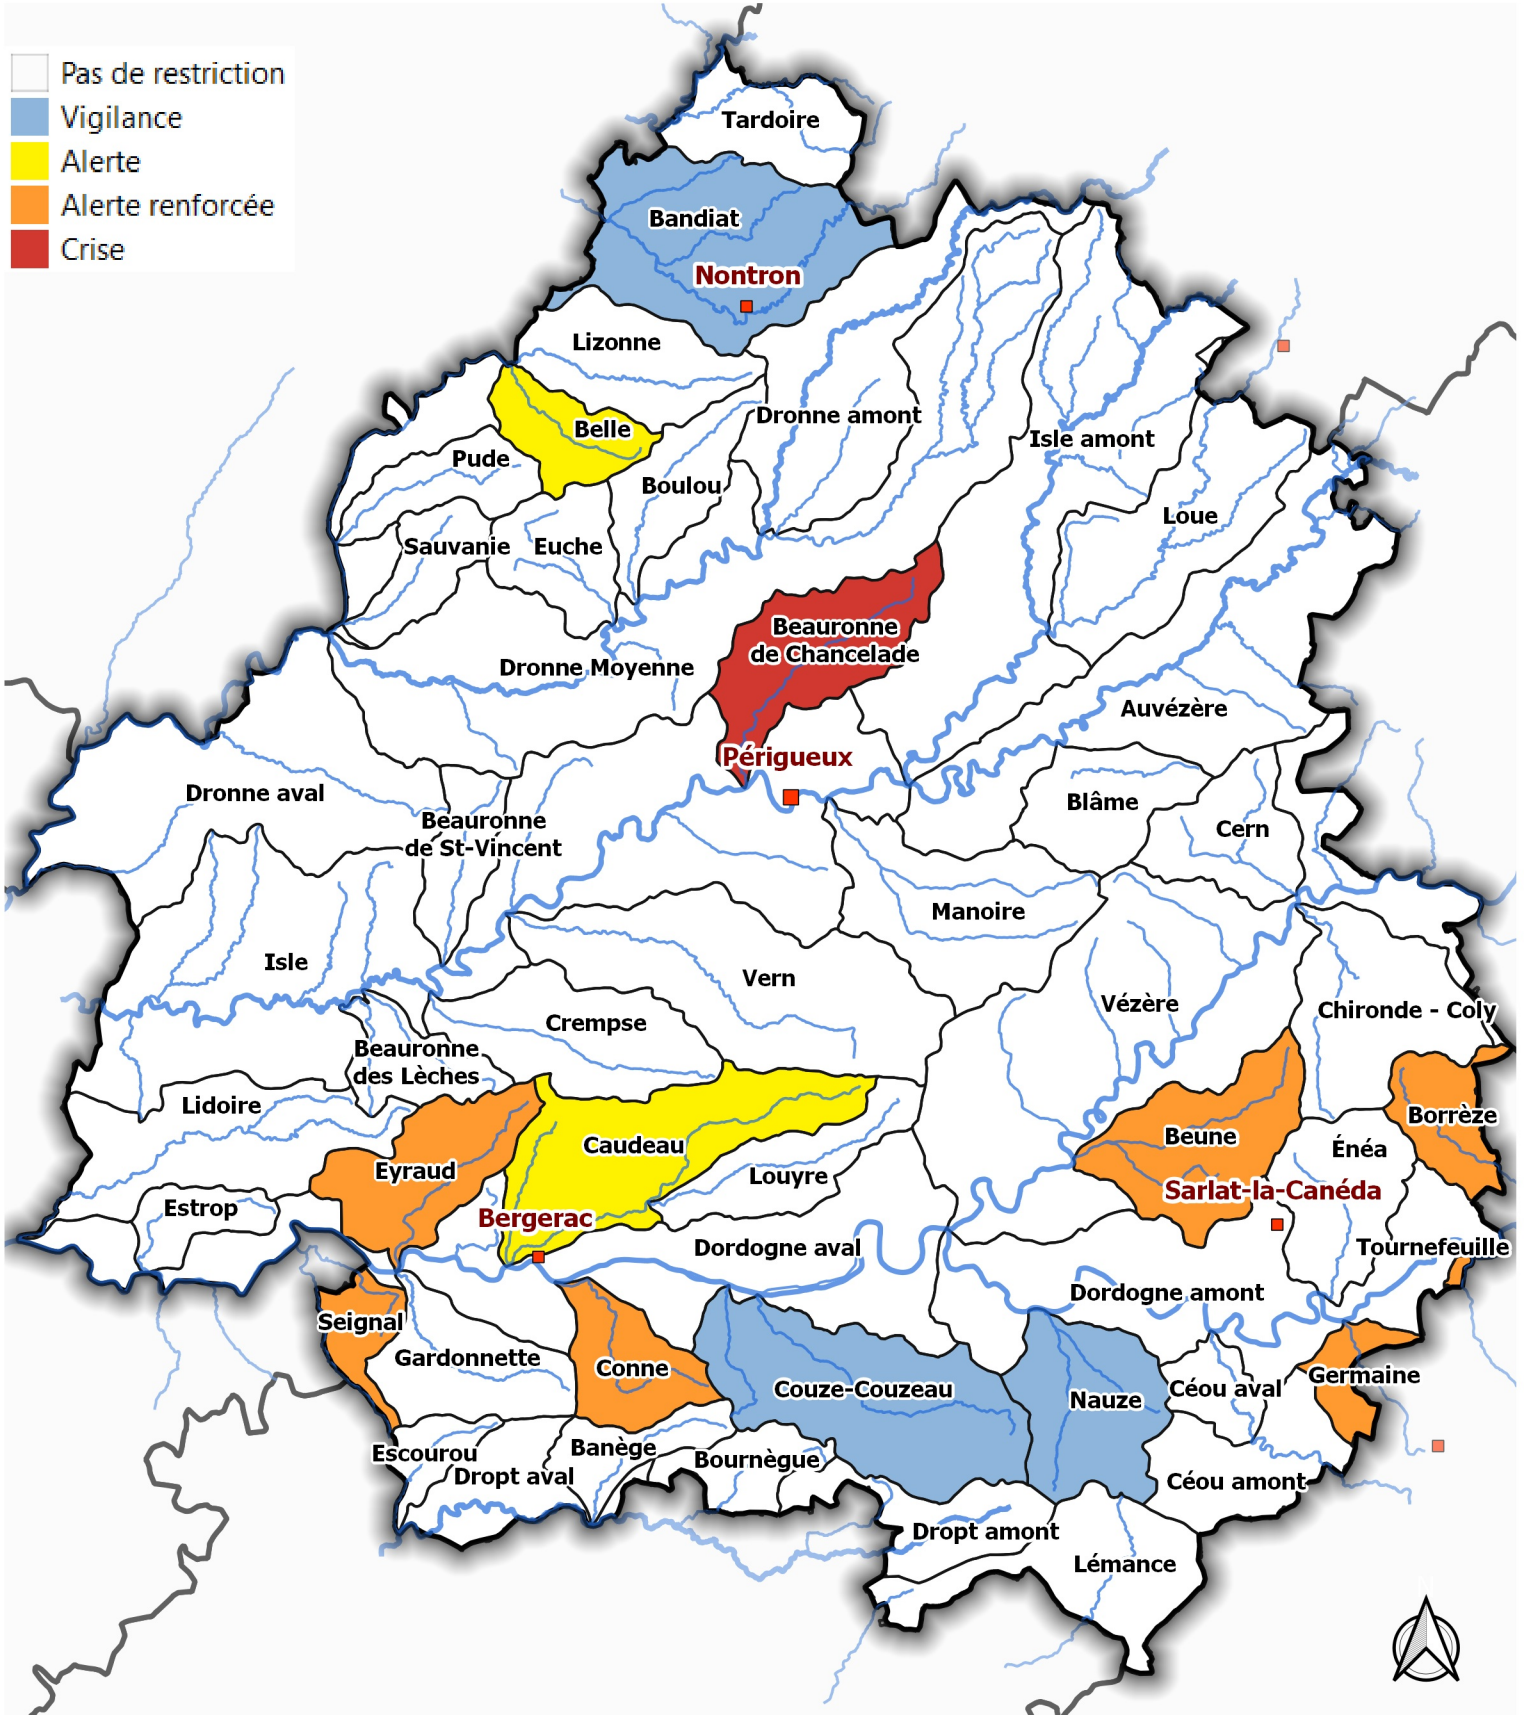 Pas de restriction
Vigilance
Alerte
Alerte renforcée
Crise
Tardoire
Bandiat
Nontron
Lizonne
Belle
Dronne amont
Isle amont
Pude
Boulou
Loue
Sauvanie
Euche
Beauronne
de Chancelade
Dronne Moyenne
Auvézère
Périgueux
Dronne aval
Beauronne
de St-Vincent
Blâme
Cern
Manoire
Isle
Vern
Vézère
Chironde - Coly
Crempse
Beauronne
des Lèches
Lidoire
Borrèze
Beune
Caudeau
Énéa
Eyraud
Louyre
Sarlat-la-Canéda
Estrop
Bergerac
Dordogne aval
Tournefeuille
Dordogne amont
Seignal
Gardonnette
Conne
Couze-Couzeau
Nauze
Céou aval
Germaine
Escourou
Banège
Bournègue
Dropt aval
Céou amont
Dropt amont
Lémance